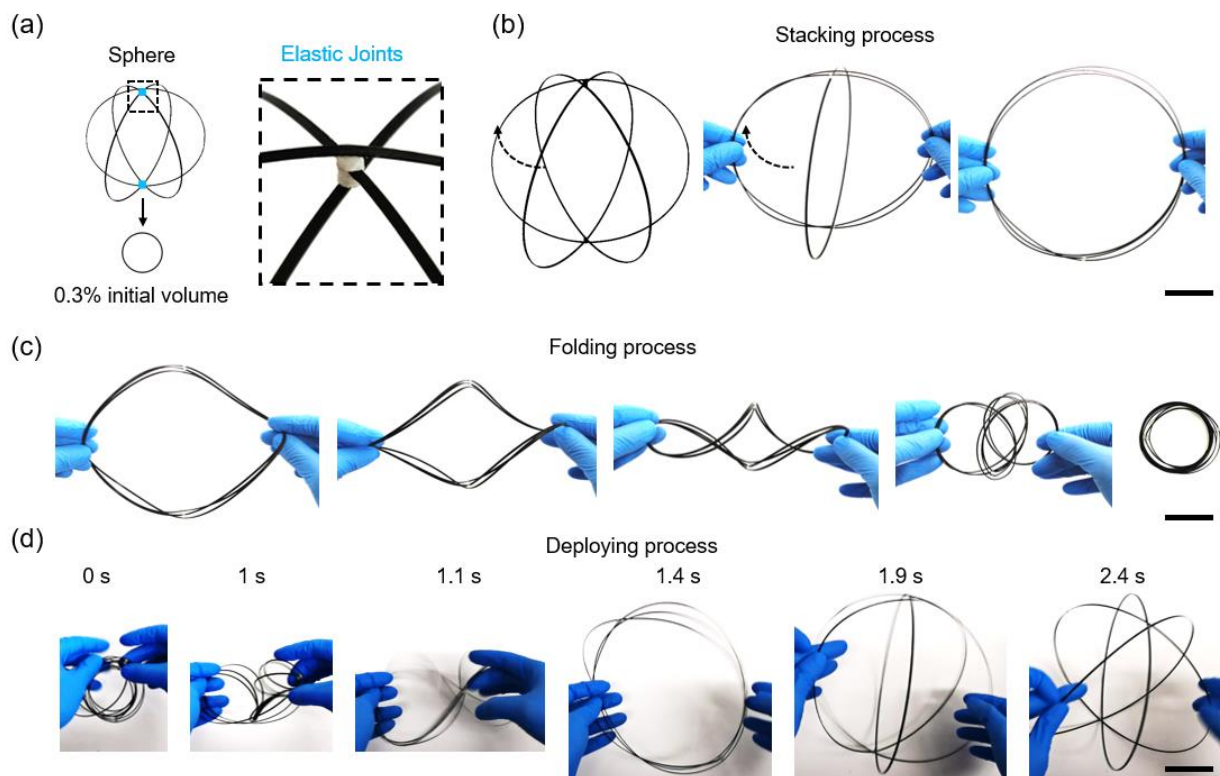 (a)
Sphere
Elastic Joints
0.3% initial volume
(b)
Stacking process
(c)
Folding process
(d)
Deploying process
0 s
1 s
1.1 s
1.4 s
1.9 s
2.4 s